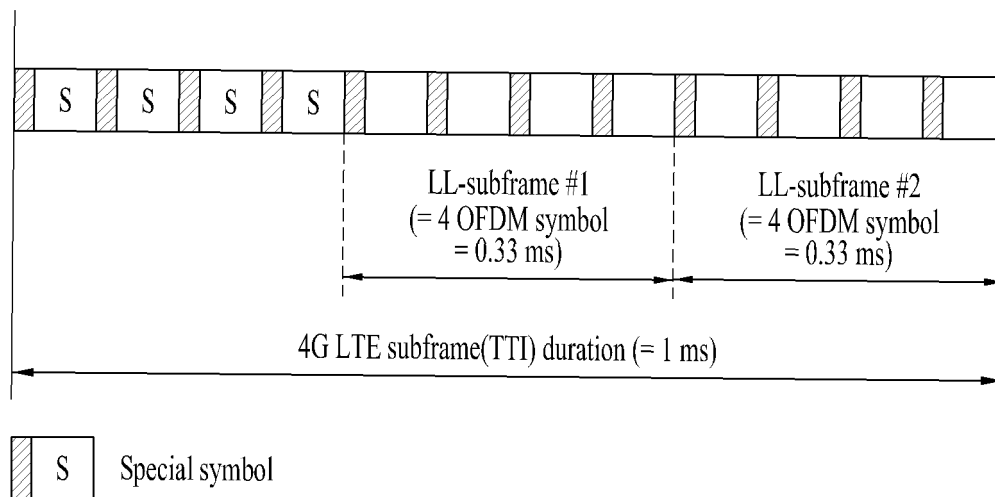 S S S S
LL-subframe #1
(= 4 OFDM symbol
= 0.33 ms)
LL-subframe #2
(= 4 OFDM symbol
= 0.33 ms)
4G LTE subframe(TTI) duration (= 1 ms)
S Special symbol